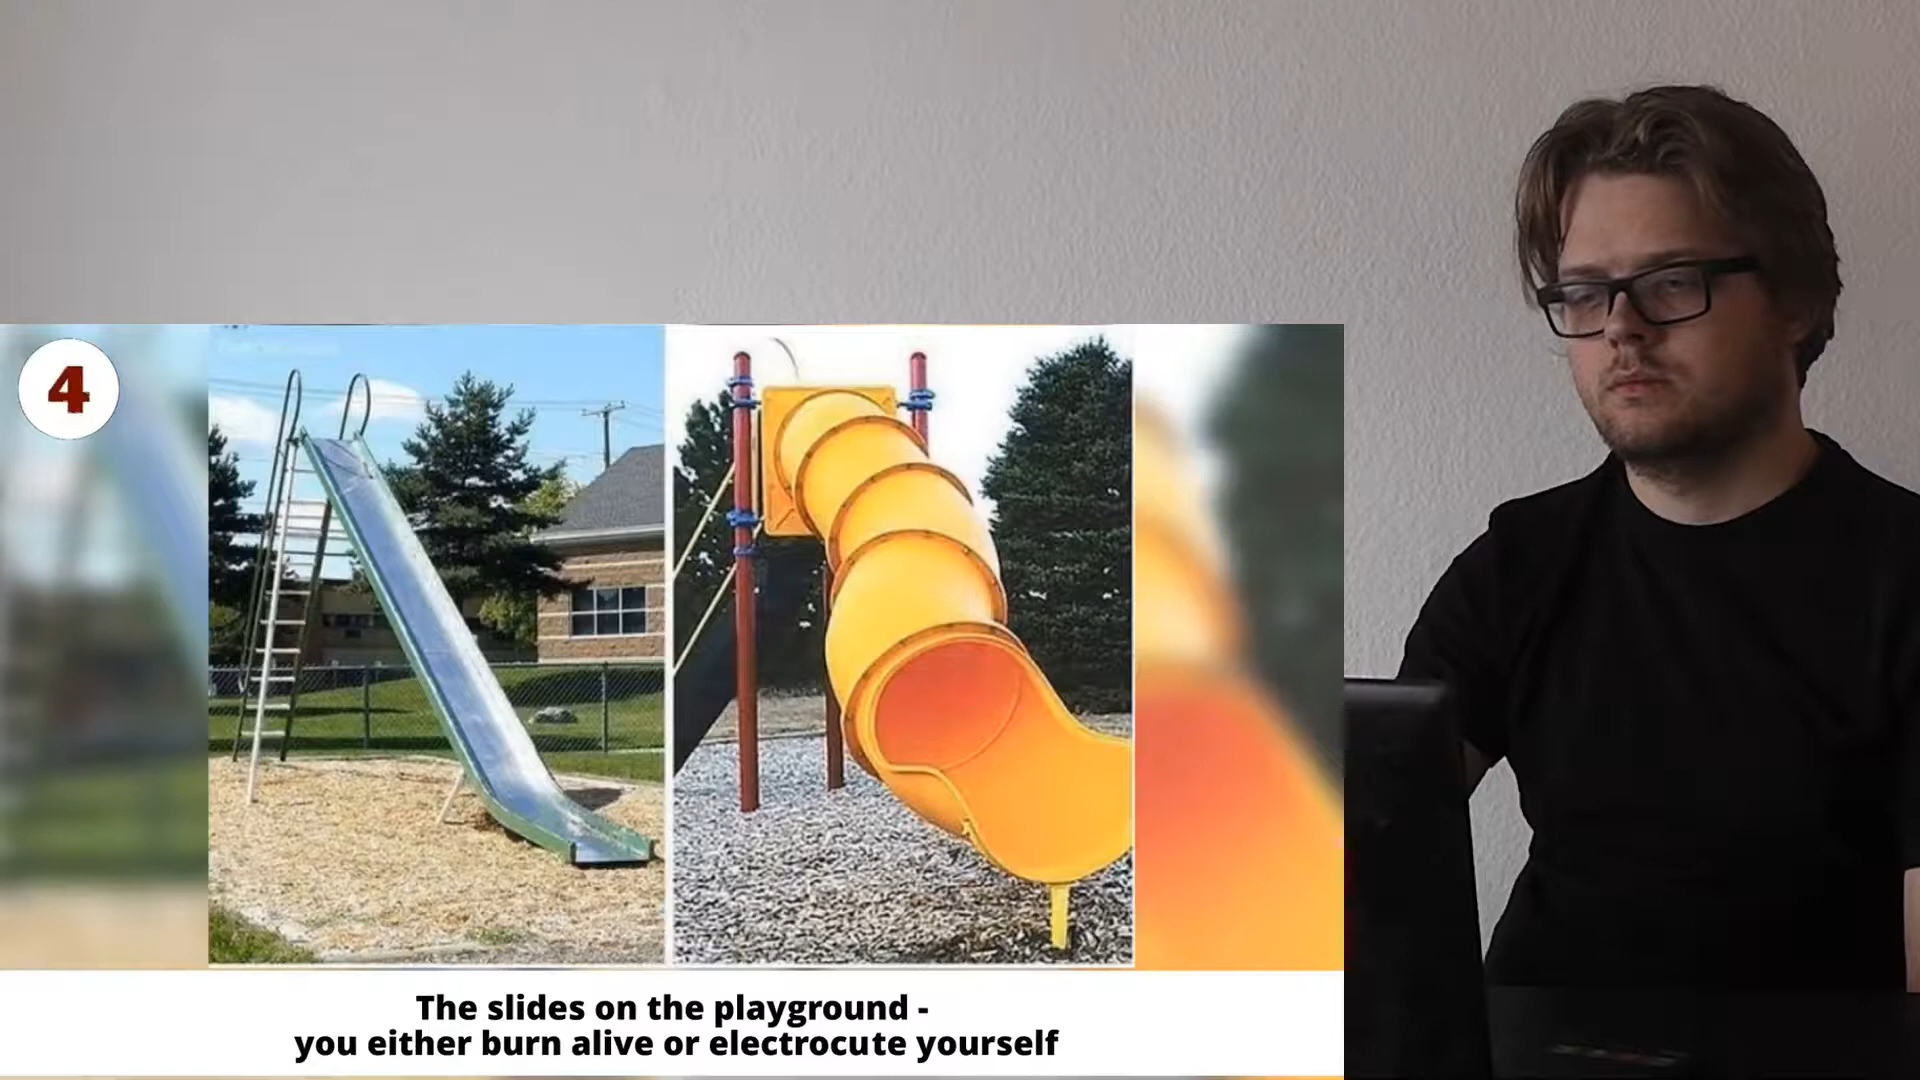 4
The slides on the playground -
you either burn alive or electrocute yourself